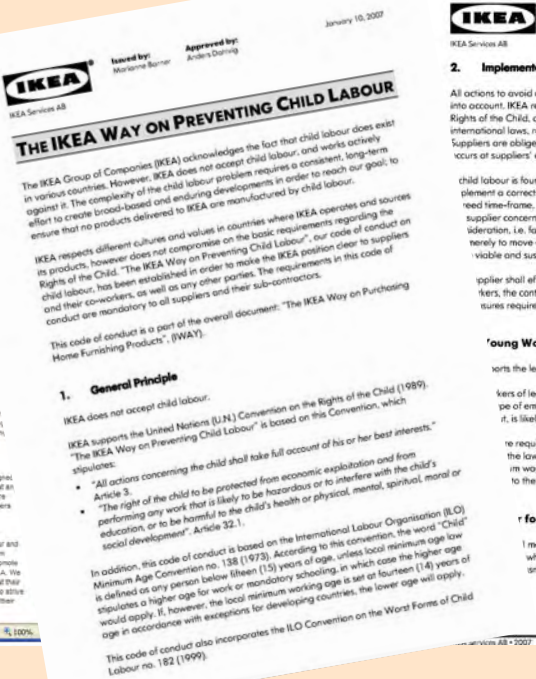 January 10, 2007
IKEA
®
IKEA Services AB
Issued by:
Marianne Barner
Approved by:
Anders Dahlvig
THE IKEA WAY ON PREVENTING CHILD LABOUR
The IKEA Group of Companies (IKEA) acknowledges the fact that child labour does exist
in various countries. However, IKEA does not accept child labour, and works actively
against it. The complexity of the child labour problem requires a consistent, long-term
effort to create broad-based and enduring developments in order to reach our goal; to
ensure that no products delivered to IKEA are manufactured by child labour.
IKEA respects different cultures and values in countries where IKEA operates and sources
its products, however does not compromise on the basic requirements regarding the
Rights of the Child. "The IKEA Way on Preventing Child Labour", our code of conduct on
child labour, has been established in order to make the IKEA position clear to suppliers
and their co-workers, as well as any other parties. The requirements in this code of
conduct are mandatory to all suppliers and their sub-contractors.
This code of conduct is a part of the overall document: "The IKEA Way on Purchasing
Home Furnishing Products", (IWAY).
1. General Principle
IKEA does not accept child labour.
IKEA supports the United Nations (U.N.) Convention on the Rights of the Child (1989).
"The IKEA Way on Preventing Child Labour" is based on this Convention, which
stipulates:
• "All actions concerning the child shall take full account of his or her best interests."
Article 3.
• "The right of the child to be protected from economic exploitation and from
performing any work that is likely to be hazardous or to interfere with the child's
education, or to be harmful to the child's health or physical, mental, spiritual, moral or
social development". Article 32.1.
In addition, this code of conduct is based on the International Labour Organisation (ILO)
Minimum Age Convention no. 138 (1973). According to this convention, the word "Child"
is defined as any person below fifteen (15) years of age, unless local minimum age law
stipulates a higher age for work or mandatory schooling, in which case the higher age
would apply. If, however, the local minimum working age is set at fourteen (14) years of
age in accordance with exceptions for developing countries, the lower age will apply.
This code of conduct also incorporates the ILO Convention on the Worst Forms of Child
Labour no. 182 (1999).
IKEA
IKEA Services AB
2.
All actions to avoid
into account. IKEA
Rights of the Child,
international laws,
Suppliers are
at suppliers'
child labour is
a
time-frame.
supplier
i.e.
merely to move
viable and
shall
the
the
of
is likely
the law
to the
AB • 2007
100%